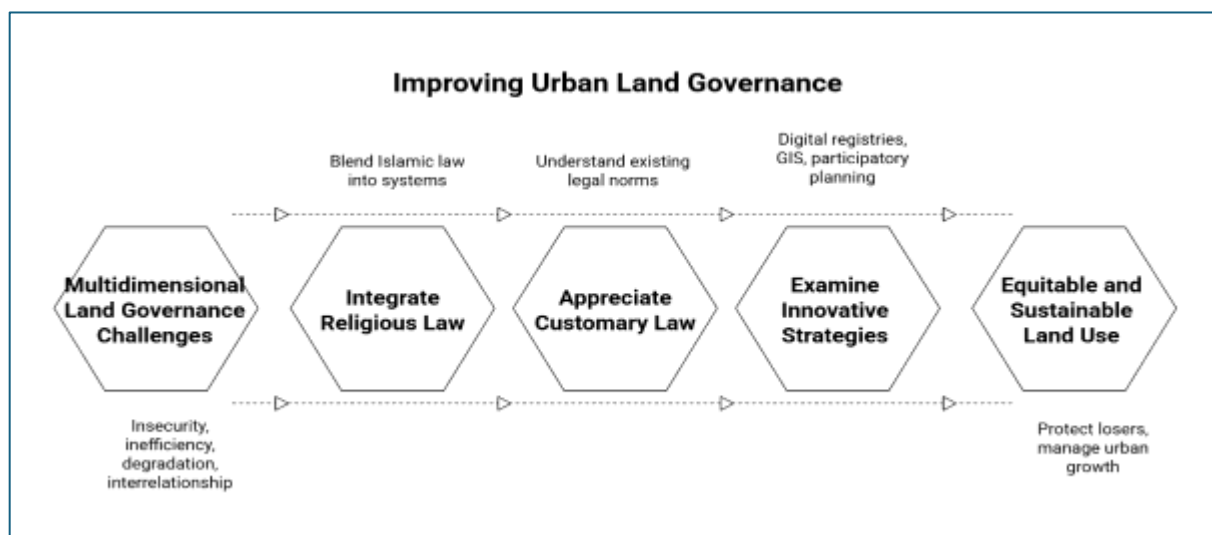 Improving Urban Land Governance
Blend Islamic law
into systems
Understand existing
legal norms
Digital registries,
GIS, participatory
planning
Multidimensional
Land Governance
Challenges
Integrate
Religious Law
Appreciate
Customary Law
Examine
Innovative
Strategies
Equitable and
Sustainable
Land Use
Insecurity,
inefficiency,
degradation,
interrelationship
Protect losers,
manage urban
growth